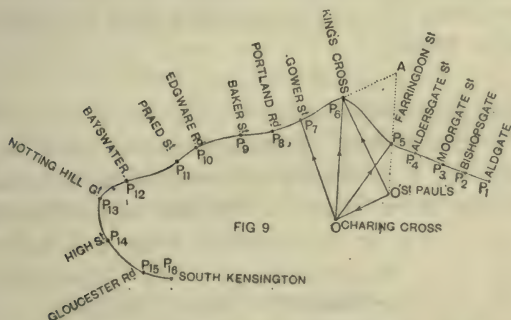 KING'S CROSS
PORTLAND Rd
GOWER St
FARRINGDON St
A
EDGWARE Rd
BAKER St
ALDERSGATE St
MOORGATE St
BISHOPSGATE
ALDGATE
PRAED St
BAYSWATER
NOTTING HILL Gt
P6
P7
P8
P9
P10
P11
P12
P13
P5
P4
P3
P2
P1
O' ST PAUL'S
O CHARING CROSS
FIG 9
HIGH St
P14
P15
P16
SOUTH KENSINGTON
GLOUCESTER Rd